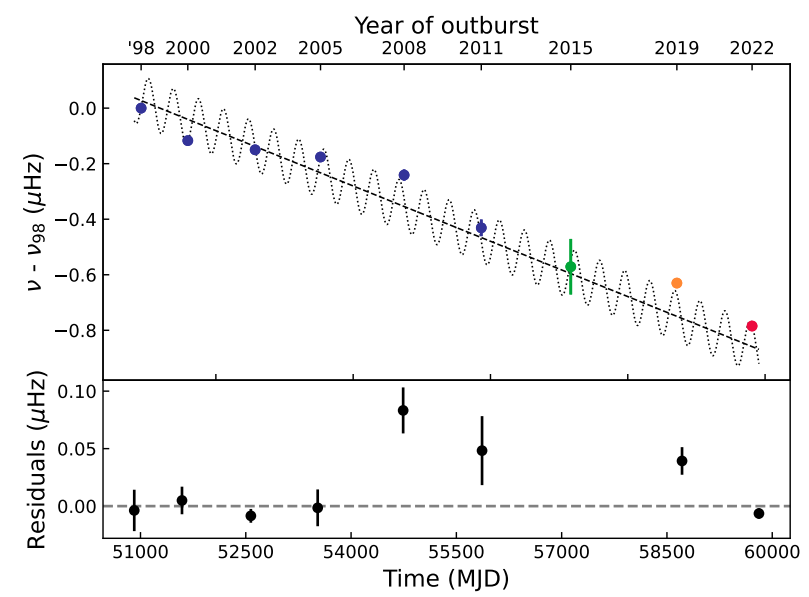 Year of outburst
'98 2000 2002 2005 2008 2011 2015 2019 2022
0.0
−0.2
−0.4
−0.6
−0.8
ν - ν98 (μHz)
0.10
0.05
0.00
Residuals (μHz)
51000 52500 54000 55500 57000 58500 60000
Time (MJD)